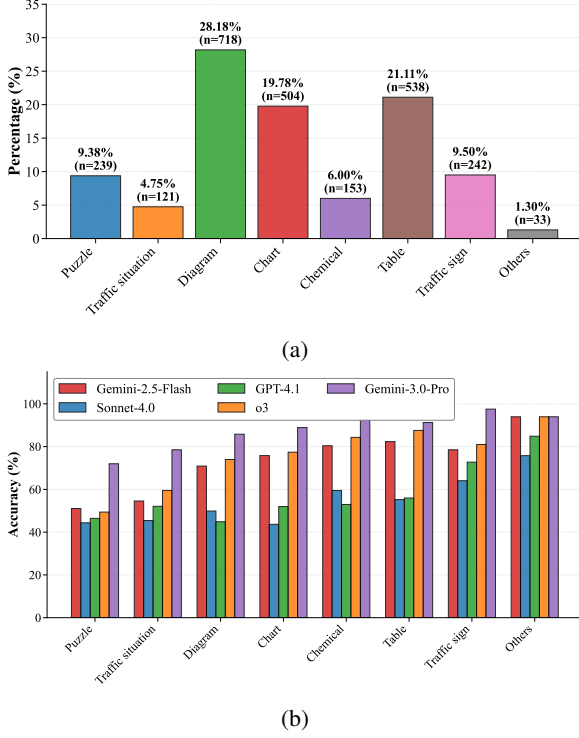 35
30
25
20
15
10
5
0
Percentage (%)
9.38%
(n=239)
4.75%
(n=121)
28.18%
(n=718)
19.78%
(n=504)
6.00%
(n=153)
21.11%
(n=538)
9.50%
(n=242)
1.30%
(n=33)
Puzzle
Traffic situation
Diagram
Chart
Chemical
Table
Traffic sign
Others
(a)
Gemini-2.5-Flash
Sonnet-4.0
GPT-4.1
o3
Gemini-3.0-Pro
100
80
60
40
20
0
Accuracy (%)
Puzzle
Traffic situation
Diagram
Chart
Chemical
Table
Traffic sign
Others
(b)